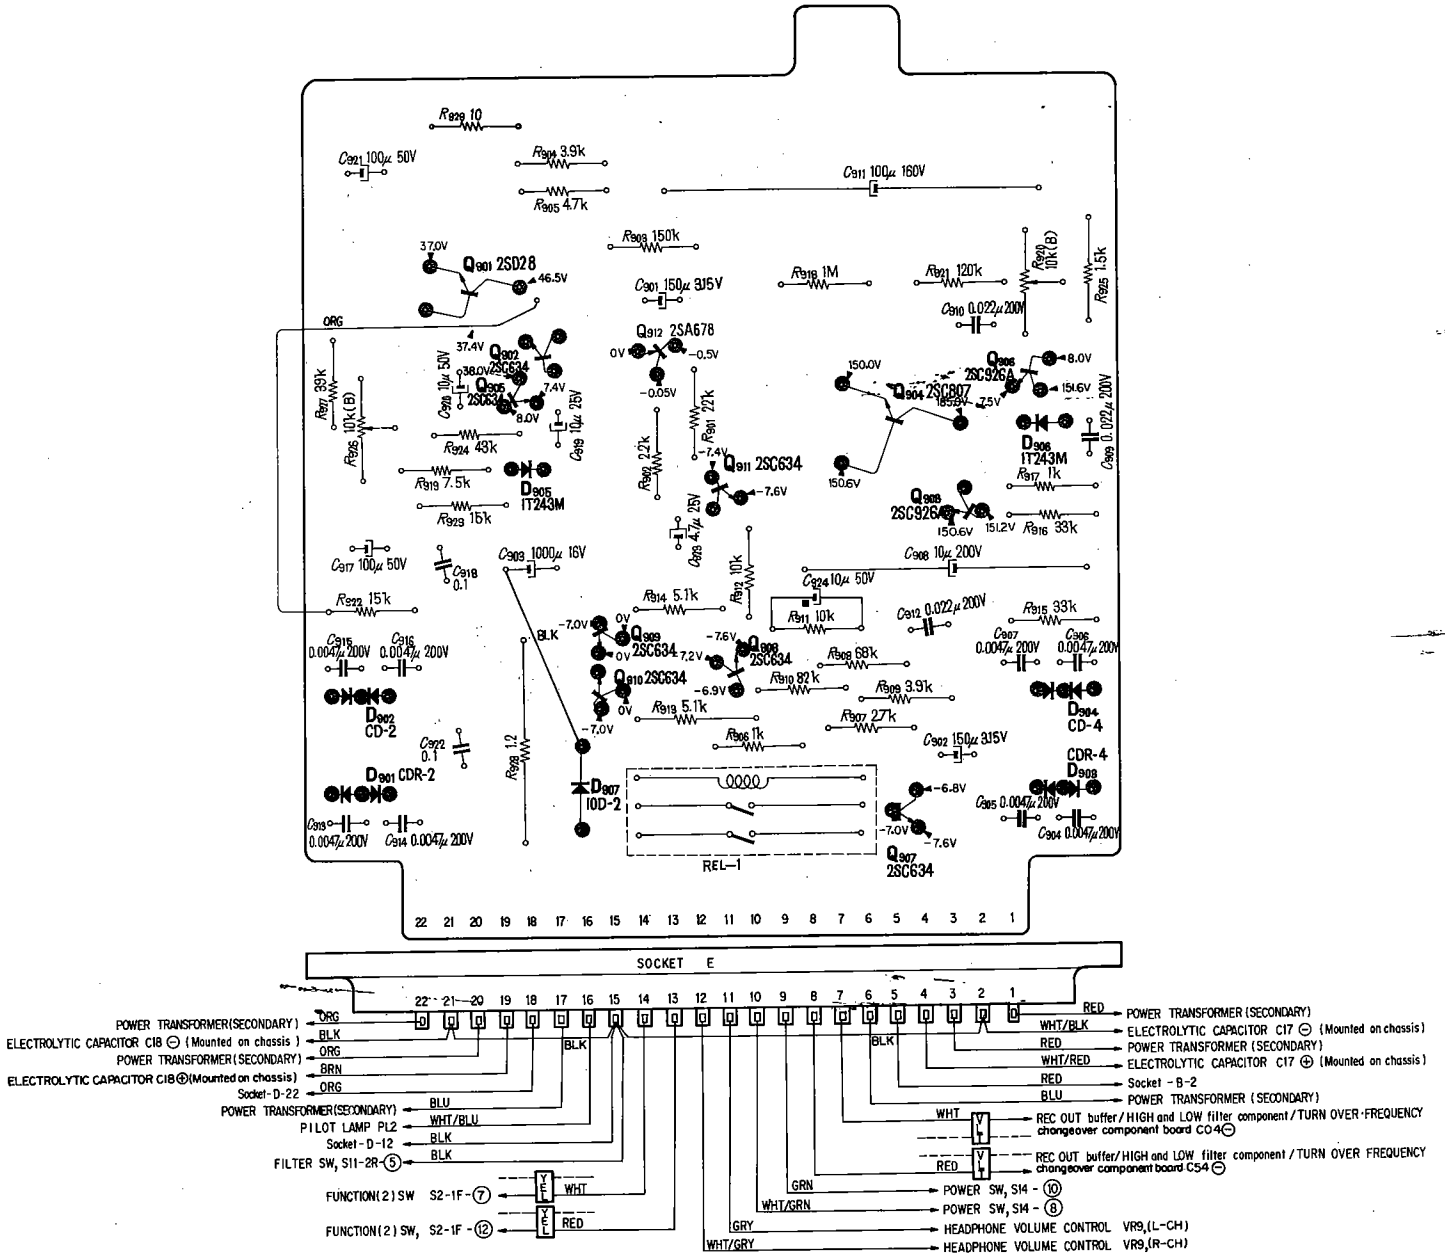 R929 10
C921 100µ 50V
R904 3.9k
R905 4.7k
C911 100µ 160V
R903 150k
37.0V
Q901 2SD28
46.5V
C901 150µ 3.15V
R918 1M
R921 120k
R920 10k(B)
R925 1.5k
C910 0.022µ 200V
ORG
37.4V
Q902 2SC634
38.0V
Q905 2SC634
7.4V
8.0V
Q912 2SA678
0V
-0.5V
-0.05V
150.0V
Q904 2SC807
185.0V
150.6V
Q906 2SC926A
8.0V
7.5V
151.6V
R927 39k
R926 10k(B)
C920 10µ 50V
C919 10µ 25V
R924 43k
R902 2.2k
R901 22k
D906 1T243M
C909 0.022µ 200V
R919 7.5k
D905 1T243M
R923 15k
-7.4V
Q911 2SC634
-7.6V
R917 1k
2SC926A
150.6V
151.2V
R916 33k
C923 4.7µ 25V
C917 100µ 50V
C918 0.1
C903 1000µ 16V
R912 10k
C908 10µ 200V
C924 10µ 50V
R922 15k
R914 5.1k
R911 10k
C912 0.022µ 200V
R915 33k
C915 0.0047µ 200V
C916 0.0047µ 200V
BLK
-7.0V
0V
Q909 2SC634
0V
-7.6V
Q908 2SC634
7.2V
-6.9V
R908 68k
C907 0.0047µ 200V
C906 0.0047µ 200V
Q910 2SC634
0V
-7.0V
R910 82k
R909 3.9k
D902 CD-2
D904 CD-4
R913 5.1k
R907 2.7k
C922 0.1
R928 1.2
R906 1k
C902 150µ 3.15V
D901 CDR-2
CDR-4 D903
D907 10D-2
-6.8V
-7.0V
-7.6V
Q907 2SC634
C905 0.0047µ 200V
C904 0.0047µ 200V
C913 0.0047µ 200V
C914 0.0047µ 200V
REL-1
22 21 20 19 18 17 16 15 14 13 12 11 10 9 8 7 6 5 4 3 2 1
SOCKET E
22 21 20 19 18 17 16 15 14 13 12 11 10 9 8 7 6 5 4 3 2 1
POWER TRANSFORMER (SECONDARY) ORG
ELECTROLYTIC CAPACITOR C18 ⊖ (Mounted on chassis) BLK
POWER TRANSFORMER (SECONDARY) ORG
ELECTROLYTIC CAPACITOR C18 ⊕ (Mounted on chassis) BRN
Socket-D-22 ORG
POWER TRANSFORMER (SECONDARY) BLU
PILOT LAMP PL2 WHT/BLU
Socket-D-12 BLK
FILTER SW, S11-2R-⑤ BLK
FUNCTION(2) SW S2-1F-⑦ YEL WHT
FUNCTION(2) SW, S2-1F-⑫ YEL RED
BLK
BLK
RED POWER TRANSFORMER (SECONDARY)
WHT/BLK ELECTROLYTIC CAPACITOR C17 ⊖ (Mounted on chassis)
RED POWER TRANSFORMER (SECONDARY)
WHT/RED ELECTROLYTIC CAPACITOR C17 ⊕ (Mounted on chassis)
RED Socket-B-2
BLU POWER TRANSFORMER (SECONDARY)
WHT VLT REC OUT buffer/HIGH and LOW filter component/TURN OVER FREQUENCY
changeover component board C04⊖
RED VLT REC OUT buffer/HIGH and LOW filter component/TURN OVER FREQUENCY
changeover component board C54⊖
GRN POWER SW, S14-⑩
WHT/GRN POWER SW, S14-⑧
GRY HEADPHONE VOLUME CONTROL VR9,(L-CH)
WHT/GRY HEADPHONE VOLUME CONTROL VR9,(R-CH)